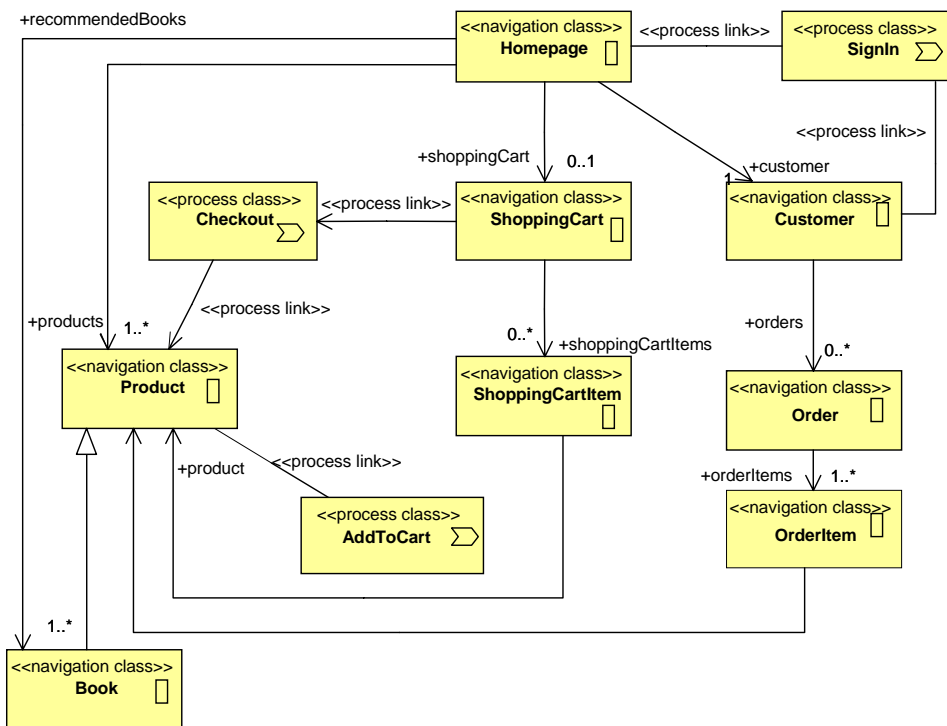 +recommendedBooks
<<navigation class>>
Homepage
<<process link>>
<<process class>>
SignIn
<<process link>>
+shoppingCart
0..1
+customer
1
<<process class>>
Checkout
<<process link>>
<<navigation class>>
ShoppingCart
<<navigation class>>
Customer
<<process link>>
+products
1..*
0..*
+shoppingCartItems
+orders
0..*
<<navigation class>>
Product
<<navigation class>>
ShoppingCartItem
<<navigation class>>
Order
+product
<<process link>>
+orderItems
1..*
<<process class>>
AddToCart
<<navigation class>>
OrderItem
1..*
<<navigation class>>
Book